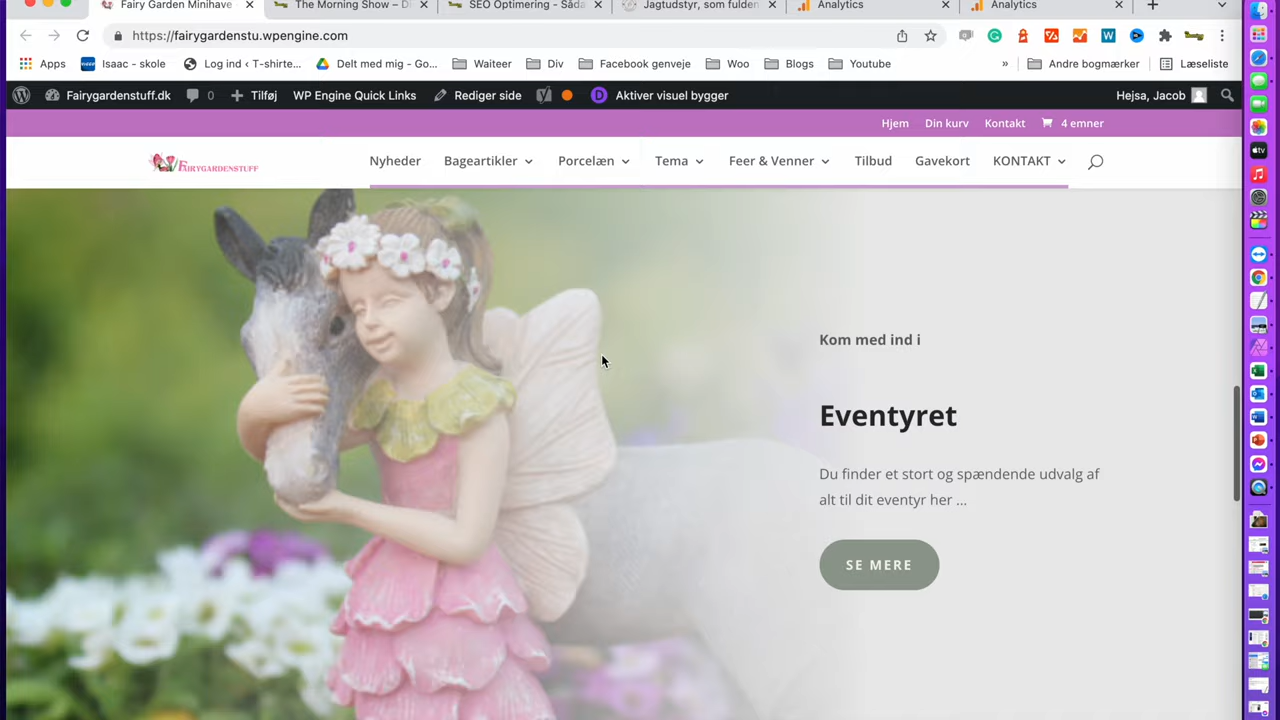 Fairy Garden Minihave
The Morning Show – Di
SEO Optimering - Såda
Jagtudstyr, som fulden
Analytics
Analytics
https://fairygardenstu.wpengine.com
Apps
Isaac - skole
Log ind ‹ T-shirte...
Delt med mig - Go...
Waiteer
Div
Facebook genveje
Woo
Blogs
Youtube
»
Andre bogmærker
Læseliste
Fairygardenstuff.dk
0
Tilføj
WP Engine Quick Links
Rediger side
Aktiver visuel bygger
Hejsa, Jacob
Hjem
Din kurv
Kontakt
4 emner
FAIRYGARDENSTUFF
Nyheder
Bageartikler
Porcelæn
Tema
Feer & Venner
Tilbud
Gavekort
KONTAKT
Kom med ind i
Eventyret
Du finder et stort og spændende udvalg af
alt til dit eventyr her ...
SE MERE